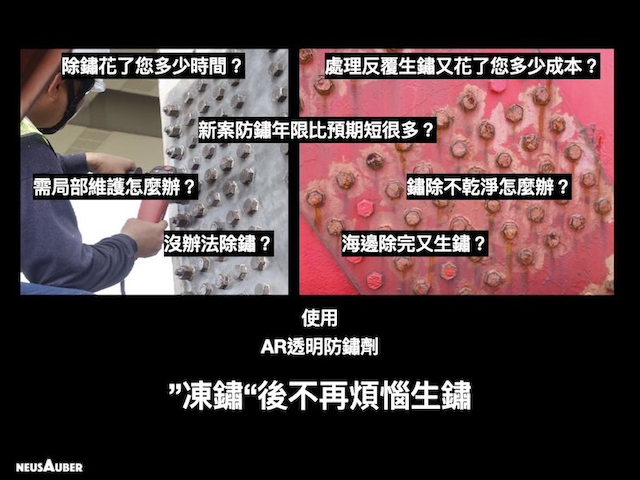 除鏽花了您多少時間？
處理反覆生鏽又花了您多少成本？
新案防鏽年限比預期短很多？
需局部維護怎麼辦？
鏽除不乾淨怎麼辦？
沒辦法除鏽？
海邊除完又生鏽？
使用
AR透明防鏽劑
”凍鏽“後不再煩惱生鏽
NEUSAUBER